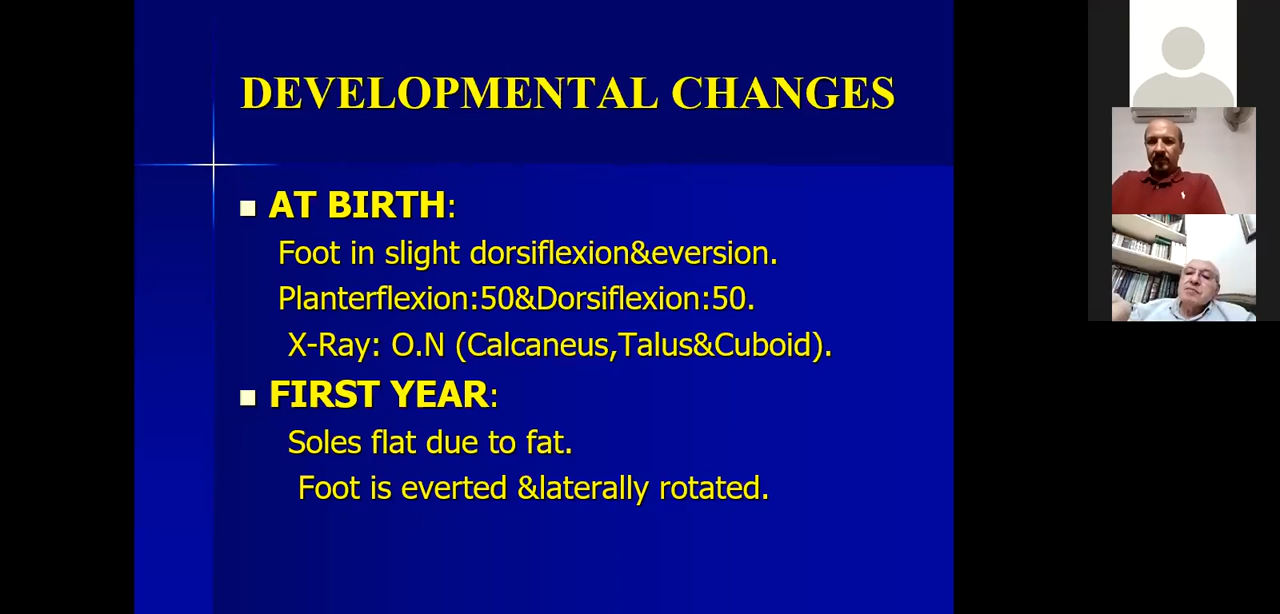 DEVELOPMENTAL CHANGES
AT BIRTH:
Foot in slight dorsiflexion&eversion.
Planterflexion:50&Dorsiflexion:50.
X-Ray: O.N (Calcaneus,Talus&Cuboid).
FIRST YEAR:
Soles flat due to fat.
Foot is everted &laterally rotated.